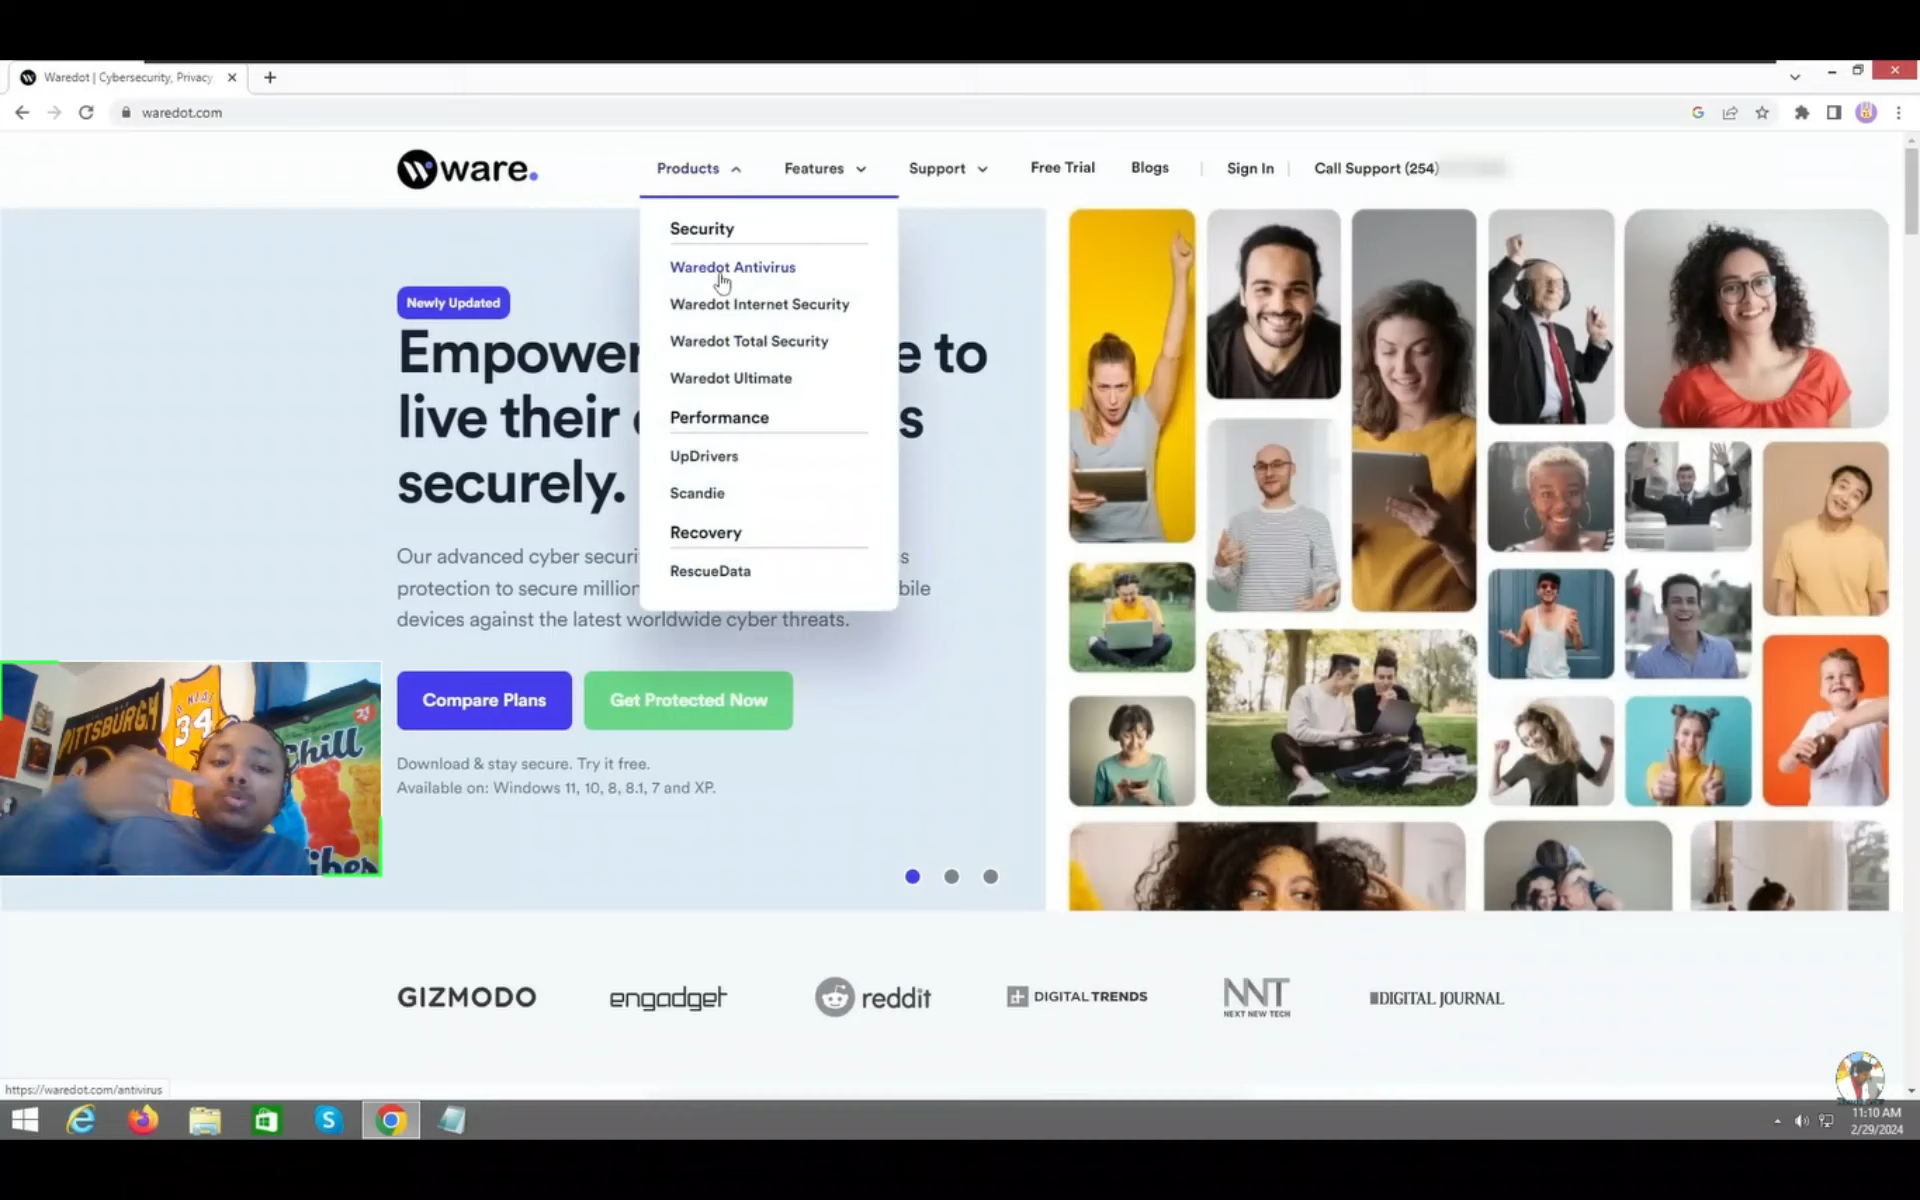 Waredot | Cybersecurity, Privacy
waredot.com
ware.
Products
Features
Support
Free Trial
Blogs
Sign In
Call Support (254)
Security
Waredot Antivirus
Waredot Internet Security
Waredot Total Security
Waredot Ultimate
Performance
UpDrivers
Scandie
Recovery
RescueData
Newly Updated
Empower e to
live their s
securely.
Our advanced cyber securi s
protection to secure million bile
devices against the latest worldwide cyber threats.
Compare Plans
Get Protected Now
Download & stay secure. Try it free.
Available on: Windows 11, 10, 8, 8.1, 7 and XP.
PITTSBURGH
34
Chill
GIZMODO
engadget
reddit
DIGITAL TRENDS
NNT
NEXT NEW TECH
DIGITAL JOURNAL
https://waredot.com/antivirus
11:10 AM
2/29/2024